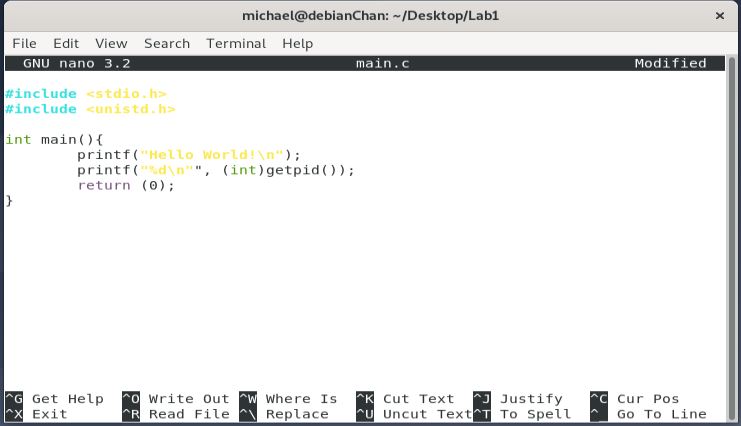 michael@debianChan: ~/Desktop/Lab1 ×
File Edit View Search Terminal Help
GNU nano 3.2 main.c Modified
#include <stdio.h>
#include <unistd.h>
int main(){
        printf("Hello World!\n");
        printf("%d\n"", (int)getpid());
        return (0);
}
^G Get Help ^O Write Out ^W Where Is ^K Cut Text ^J Justify ^C Cur Pos
^X Exit ^R Read File ^\ Replace ^U Uncut Text ^T To Spell ^_ Go To Line